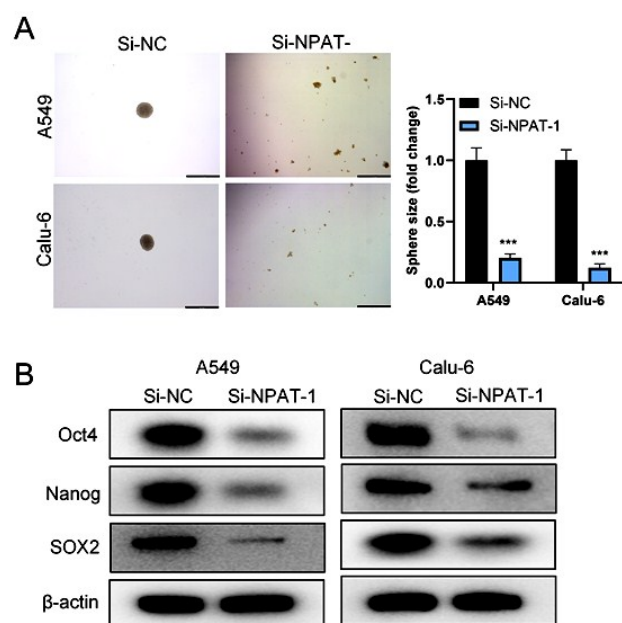 A
Si-NC Si-NPAT-
A549
Calu-6
Sphere size (fold change)
1.5
1.0
0.5
0.0
Si-NC
Si-NPAT-1
***
***
A549 Calu-6
B
A549 Calu-6
Si-NC Si-NPAT-1 Si-NC Si-NPAT-1
Oct4
Nanog
SOX2
β-actin